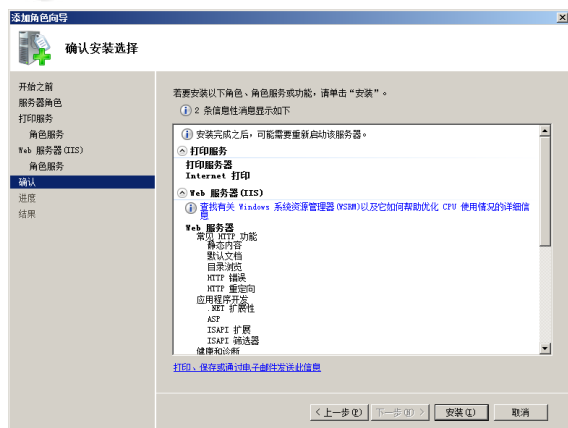 添加角色向导
确认安装选择
开始之前
服务器角色
打印服务
角色服务
Web 服务器(IIS)
角色服务
确认
进度
结果
若要安装以下角色、角色服务或功能，请单击“安装”。
2 条信息性消息显示如下
安装完成之后，可能需要重新启动该服务器。
打印服务
打印服务器
Internet 打印
Web 服务器(IIS)
查找有关 Windows 系统资源管理器(WSRM)以及它如何帮助优化 CPU 使用情况的详细信
息
Web 服务器
常见 HTTP 功能
静态内容
默认文档
目录浏览
HTTP 错误
HTTP 重定向
应用程序开发
.NET 扩展性
ASP
ISAPI 扩展
ISAPI 筛选器
健康和诊断
打印、保存或通过电子邮件发送此信息
< 上一步(P)
下一步(N) >
安装(I)
取消